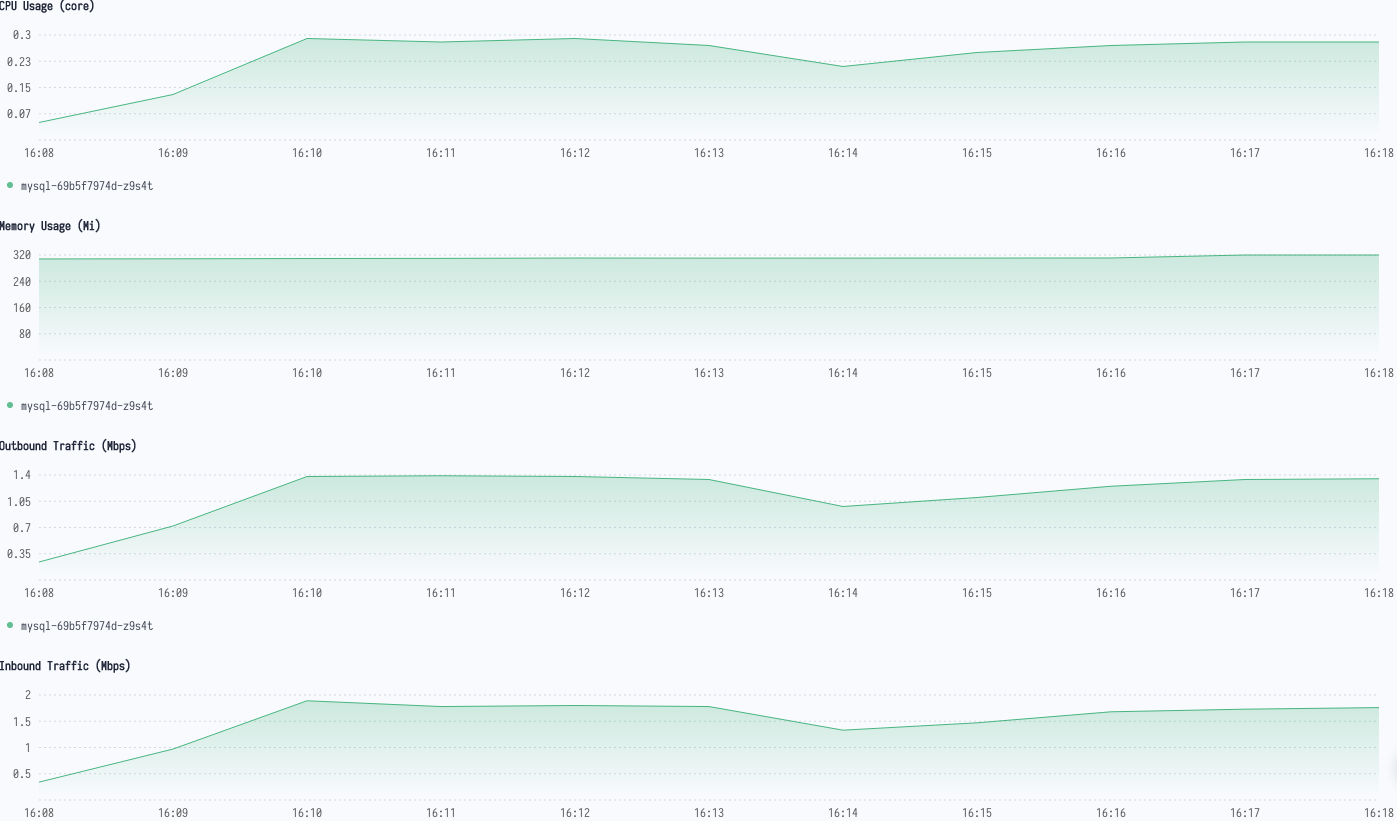 CPU Usage (core)
0.3
0.23
0.15
0.07
16:08 16:09 16:10 16:11 16:12 16:13 16:14 16:15 16:16 16:17 16:18
mysql-69b5f7974d-z9s4t
Memory Usage (Mi)
320
240
160
80
16:08 16:09 16:10 16:11 16:12 16:13 16:14 16:15 16:16 16:17 16:18
mysql-69b5f7974d-z9s4t
Outbound Traffic (Mbps)
1.4
1.05
0.7
0.35
16:08 16:09 16:10 16:11 16:12 16:13 16:14 16:15 16:16 16:17 16:18
mysql-69b5f7974d-z9s4t
Inbound Traffic (Mbps)
2
1.5
1
0.5
16:08 16:09 16:10 16:11 16:12 16:13 16:14 16:15 16:16 16:17 16:18